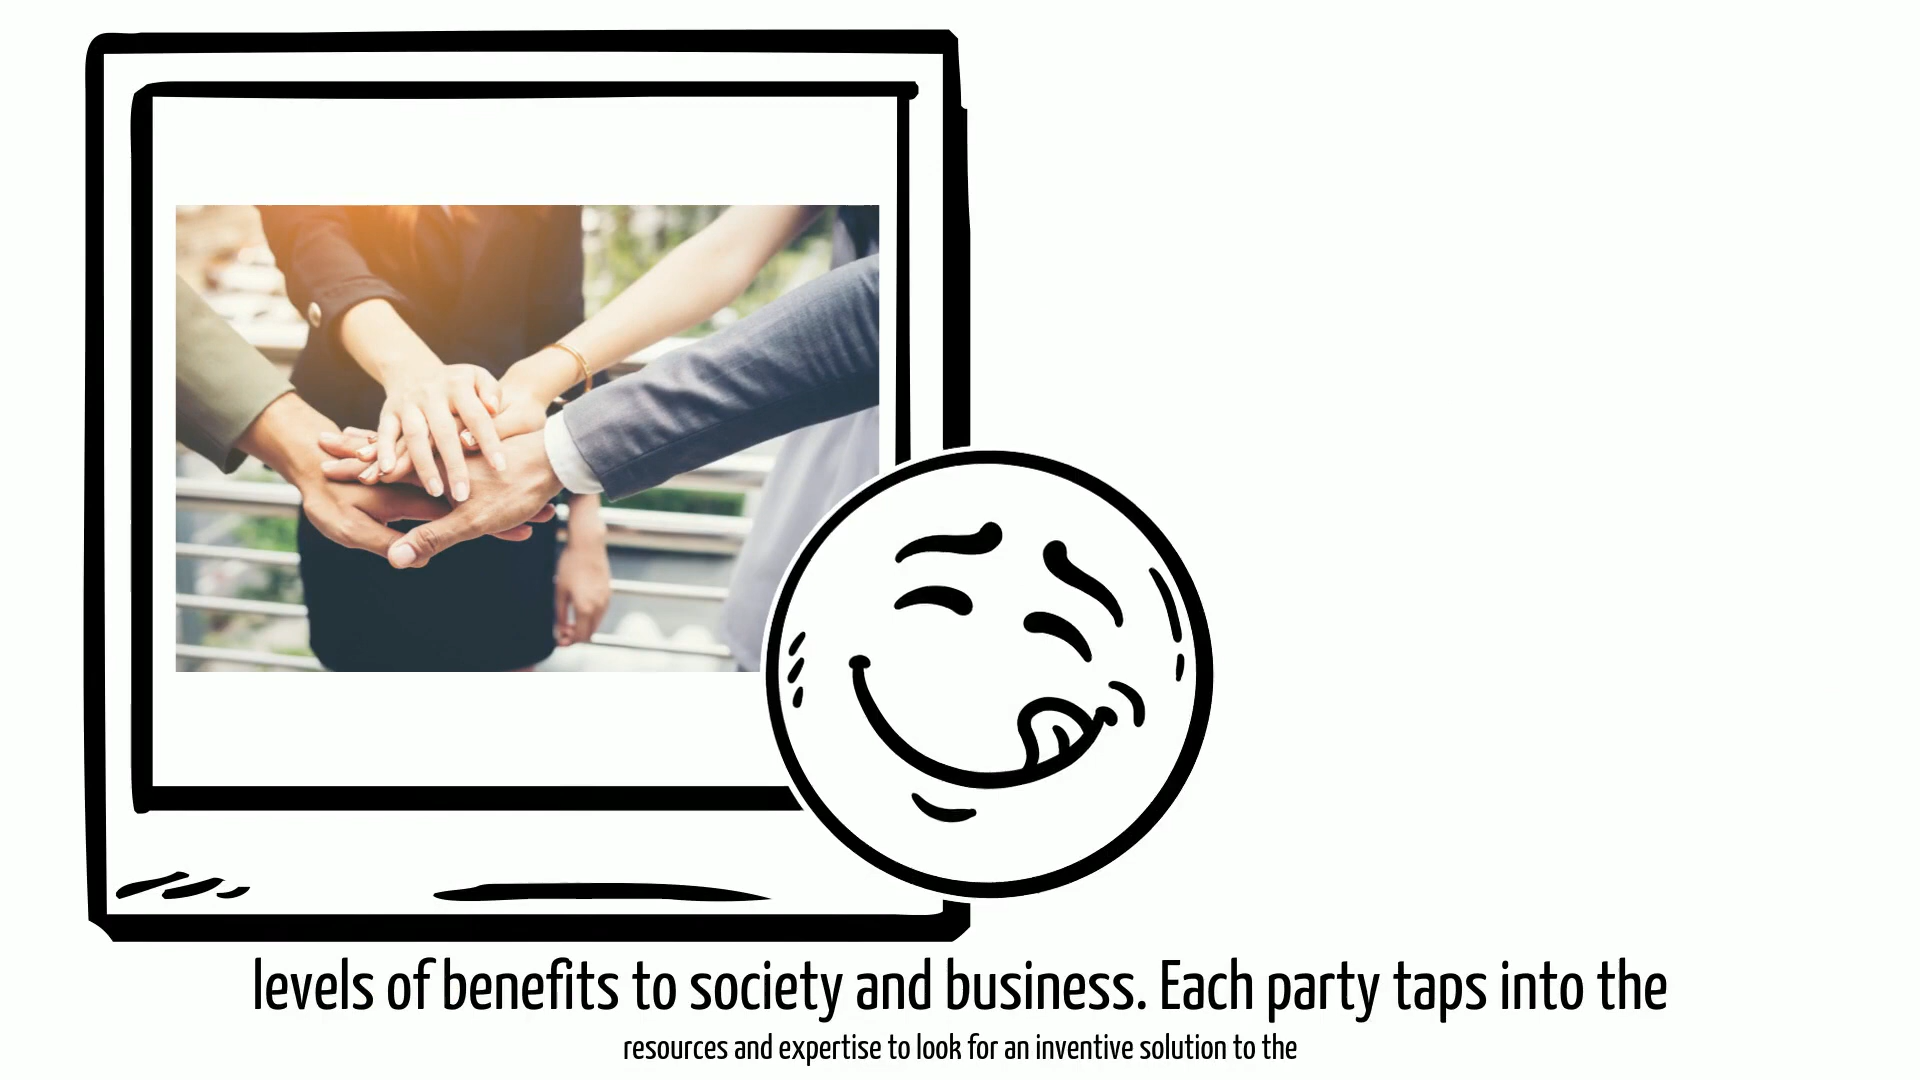 levels of benefits to society and business. Each party taps into the
resources and expertise to look for an inventive solution to the